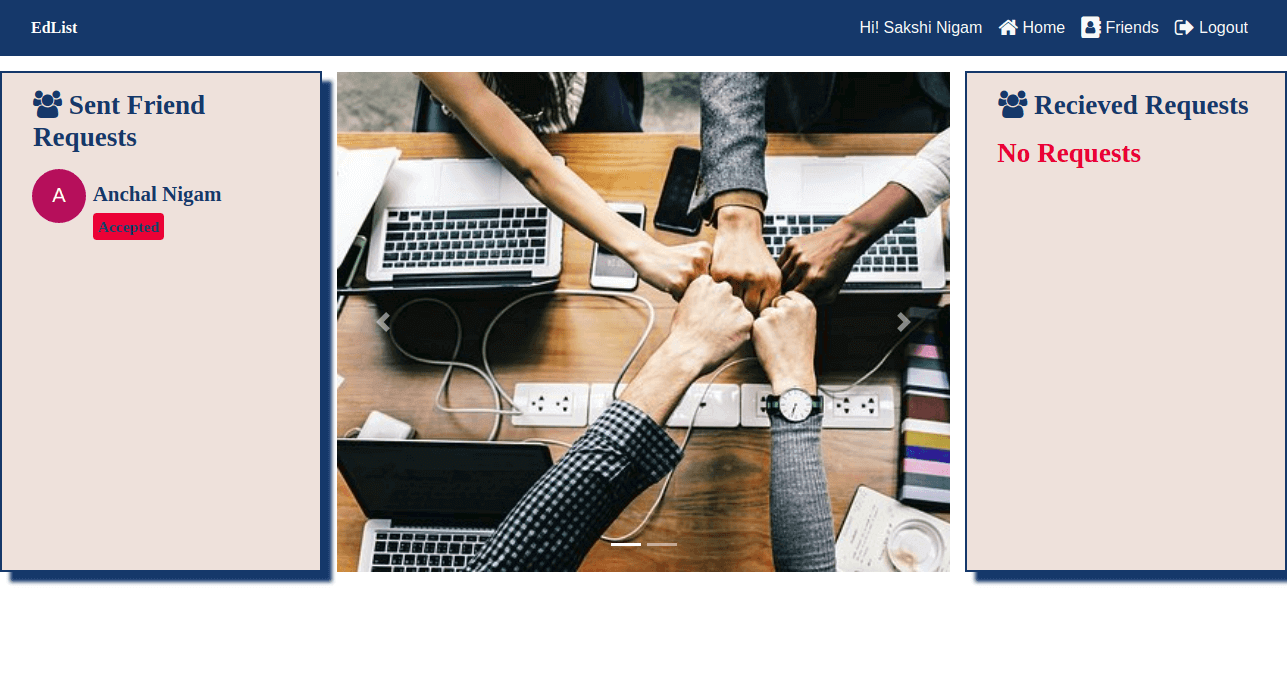 EdList
Hi! Sakshi Nigam Home Friends Logout
Sent Friend
Requests
A
Anchal Nigam
Accepted
Recieved Requests
No Requests